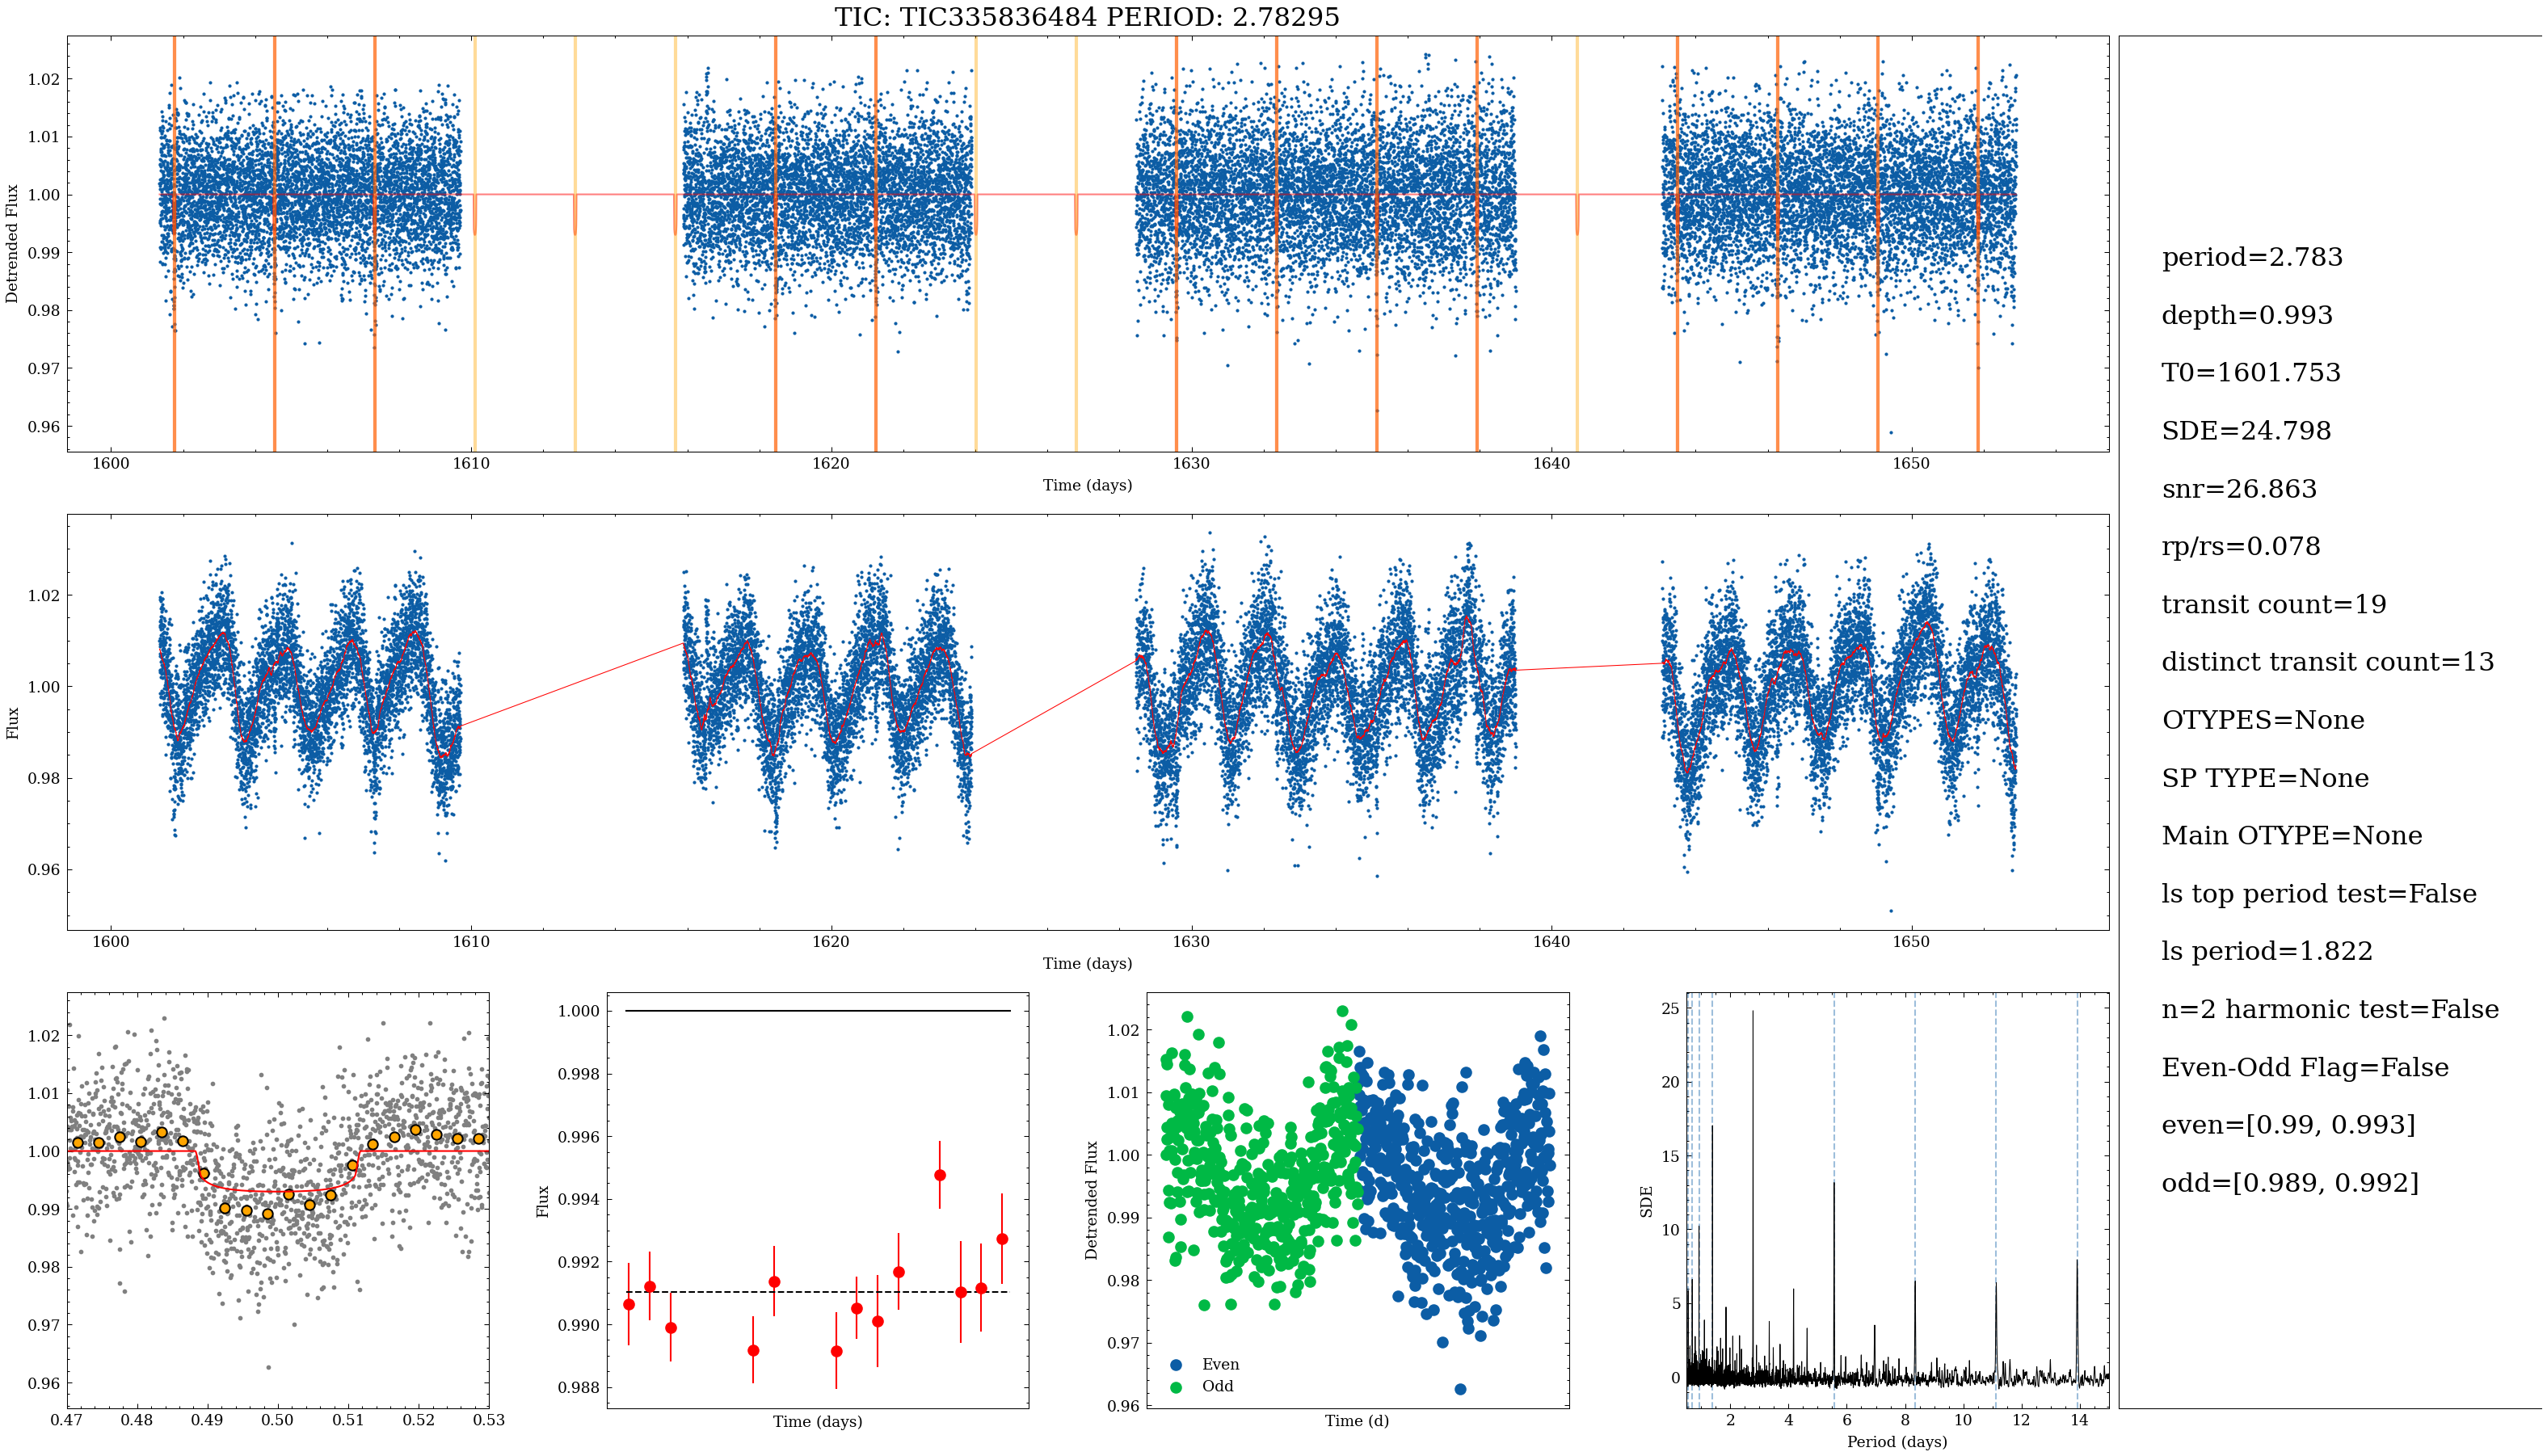 TIC: TIC335836484 PERIOD: 2.78295
Detrended Flux
1.02
1.01
1.00
0.99
0.98
0.97
0.96
1600
1610
1620
1630
1640
1650
Time (days)
Flux
1.02
1.00
0.98
0.96
1600
1610
1620
1630
1640
1650
Time (days)
1.02
1.01
1.00
0.99
0.98
0.97
0.96
0.47
0.48
0.49
0.50
0.51
0.52
0.53
Flux
1.000
0.998
0.996
0.994
0.992
0.990
0.988
Time (days)
Detrended Flux
1.02
1.01
1.00
0.99
0.98
0.97
0.96
Even
Odd
Time (d)
SDE
25
20
15
10
5
0
2
4
6
8
10
12
14
Period (days)
period=2.783
depth=0.993
T0=1601.753
SDE=24.798
snr=26.863
rp/rs=0.078
transit count=19
distinct transit count=13
OTYPES=None
SP TYPE=None
Main OTYPE=None
ls top period test=False
ls period=1.822
n=2 harmonic test=False
Even-Odd Flag=False
even=[0.99, 0.993]
odd=[0.989, 0.992]